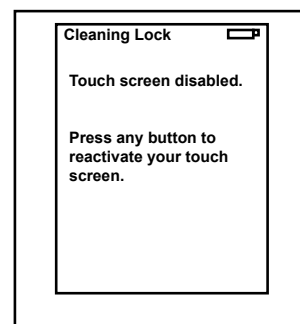 Cleaning Lock
Touch screen disabled.
Press any button to
reactivate your touch
screen.